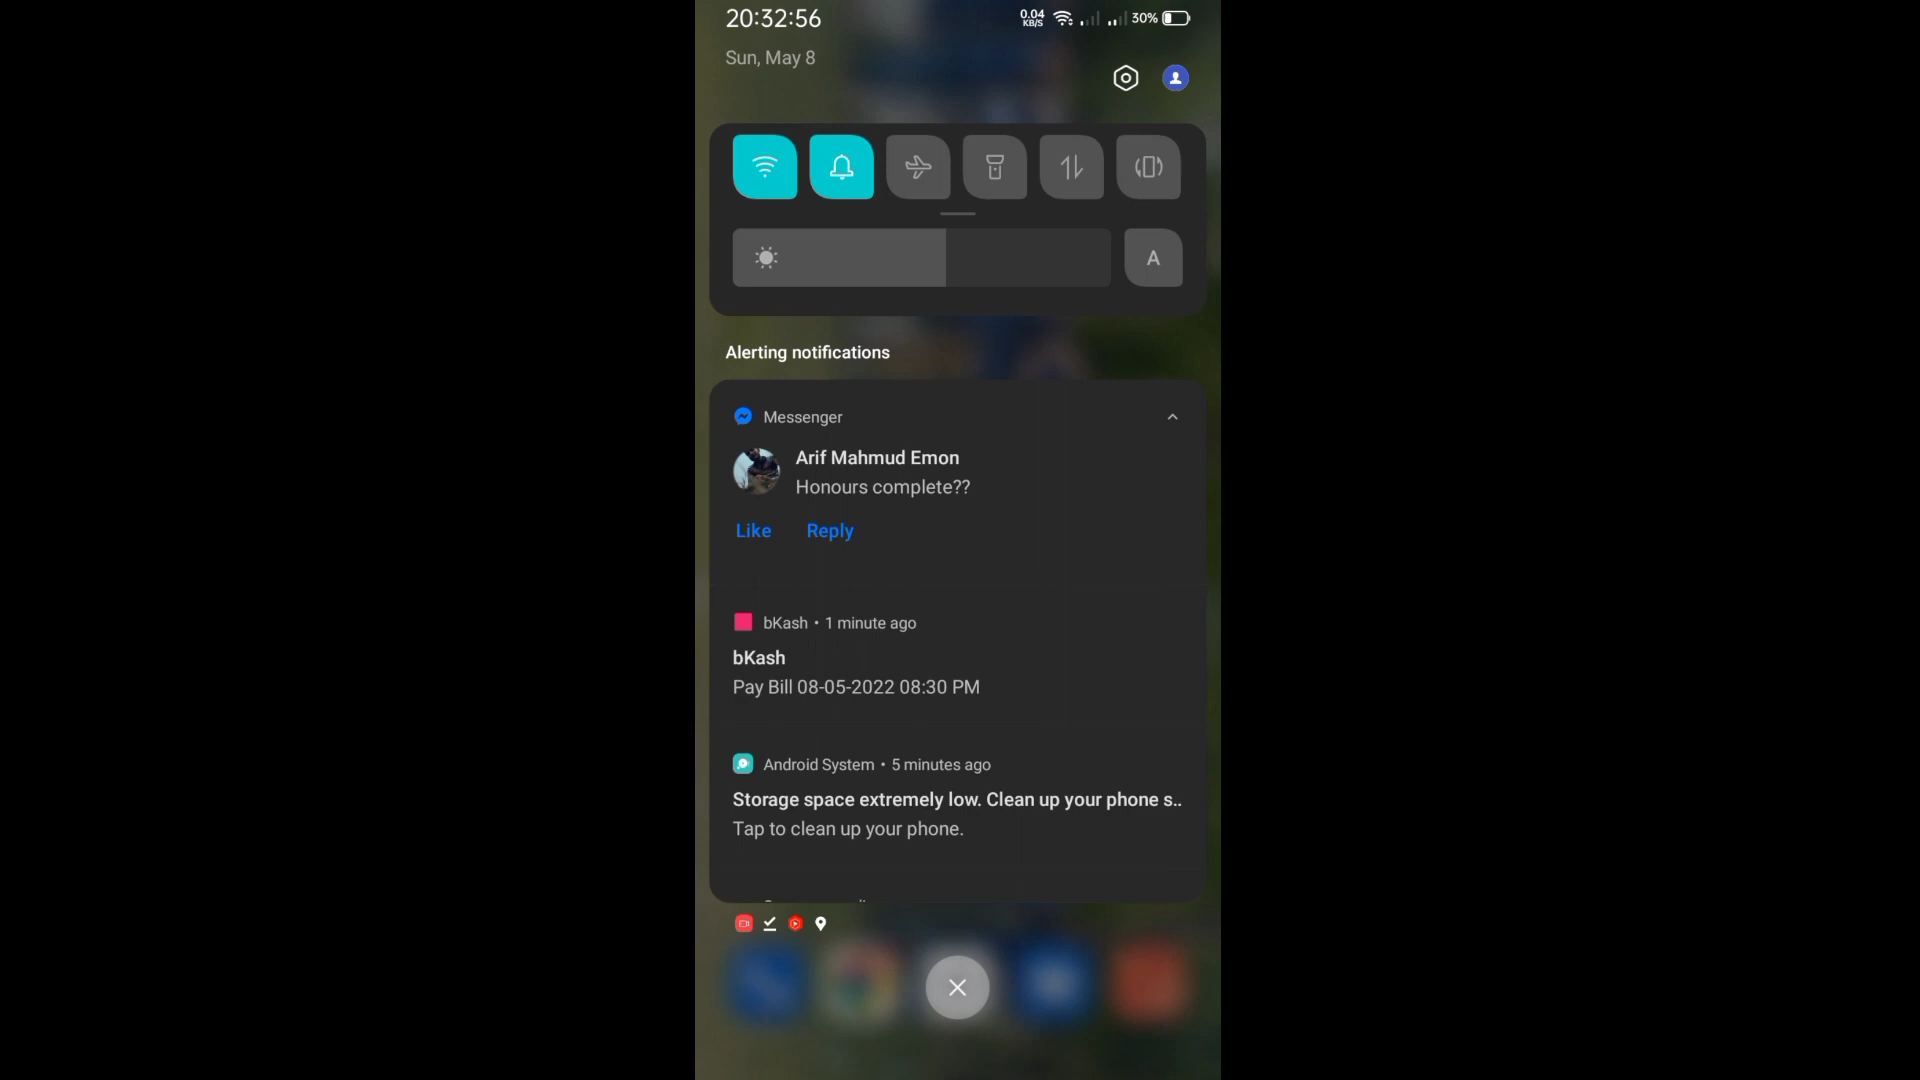 20:32:56
0.04
KB/S
30%
Sun, May 8
A
Alerting notifications
Messenger
Arif Mahmud Emon
Honours complete??
Like Reply
bKash • 1 minute ago
bKash
Pay Bill 08-05-2022 08:30 PM
Android System • 5 minutes ago
Storage space extremely low. Clean up your phone s..
Tap to clean up your phone.